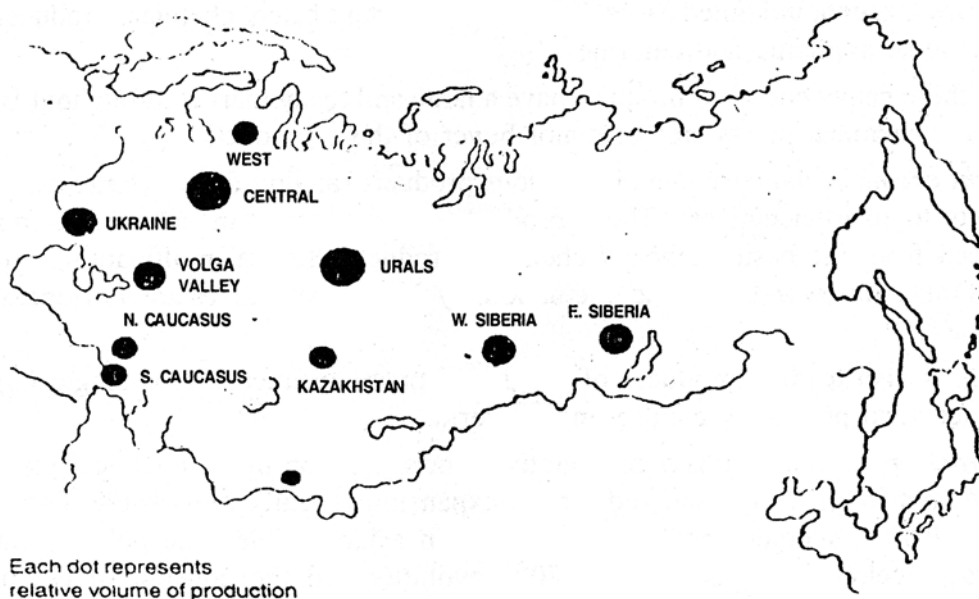 WEST
CENTRAL
UKRAINE
VOLGA
VALLEY
URALS
N. CAUCASUS
W. SIBERIA
E. SIBERIA
S. CAUCASUS
KAZAKHSTAN
Each dot represents
relative volume of production